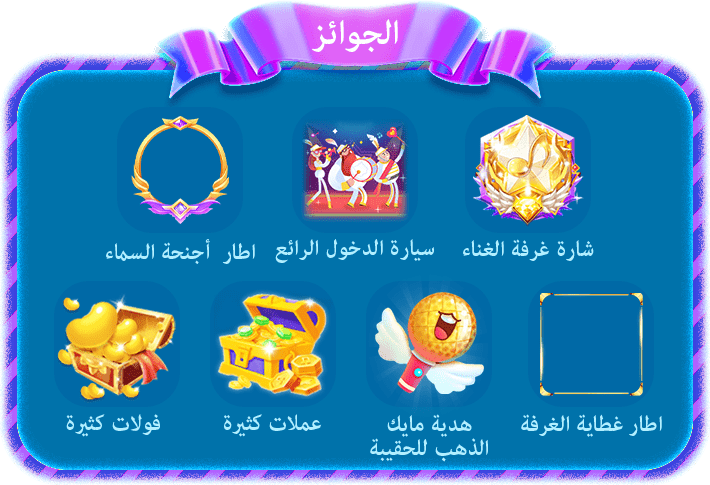 الجوائز
شارة غرفة الغناء
سيارة الدخول الرائع
اطار أجنحة السماء
اطار غطاية الغرفة
هدية مايك
الذهب للحقيبة
عملات كثيرة
فولات كثيرة